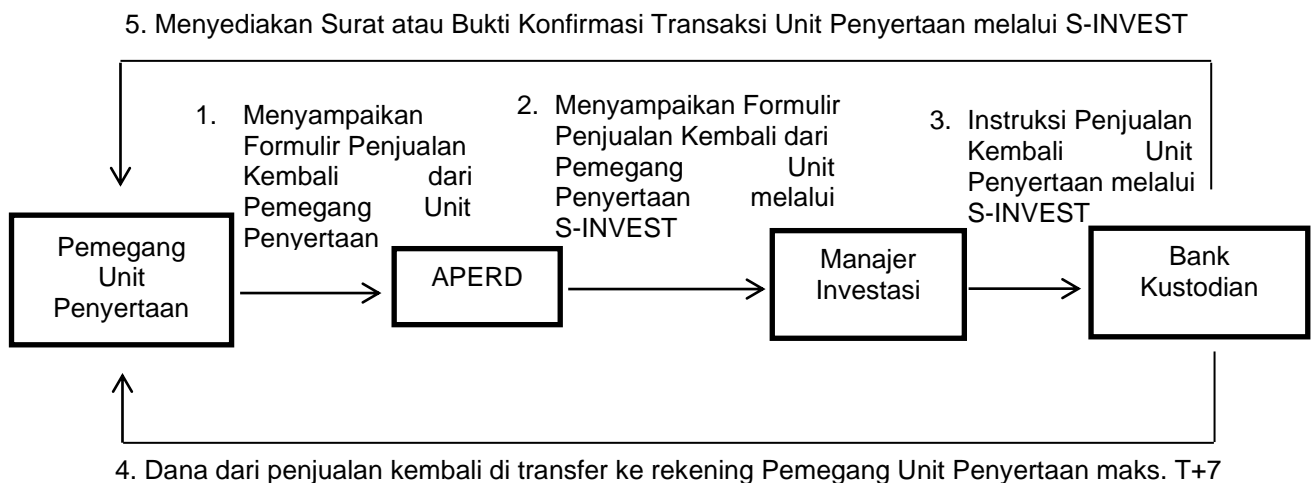 5. Menyediakan Surat atau Bukti Konfirmasi Transaksi Unit Penyertaan melalui S-INVEST
1. Menyampaikan
Formulir Penjualan
Kembali dari
Pemegang Unit
Penyertaan
2. Menyampaikan Formulir
Penjualan Kembali dari
Pemegang Unit
Penyertaan melalui
S-INVEST
3. Instruksi Penjualan
Kembali Unit
Penyertaan melalui
S-INVEST
Pemegang
Unit
Penyertaan
APERD
Manajer
Investasi
Bank
Kustodian
4. Dana dari penjualan kembali di transfer ke rekening Pemegang Unit Penyertaan maks. T+7